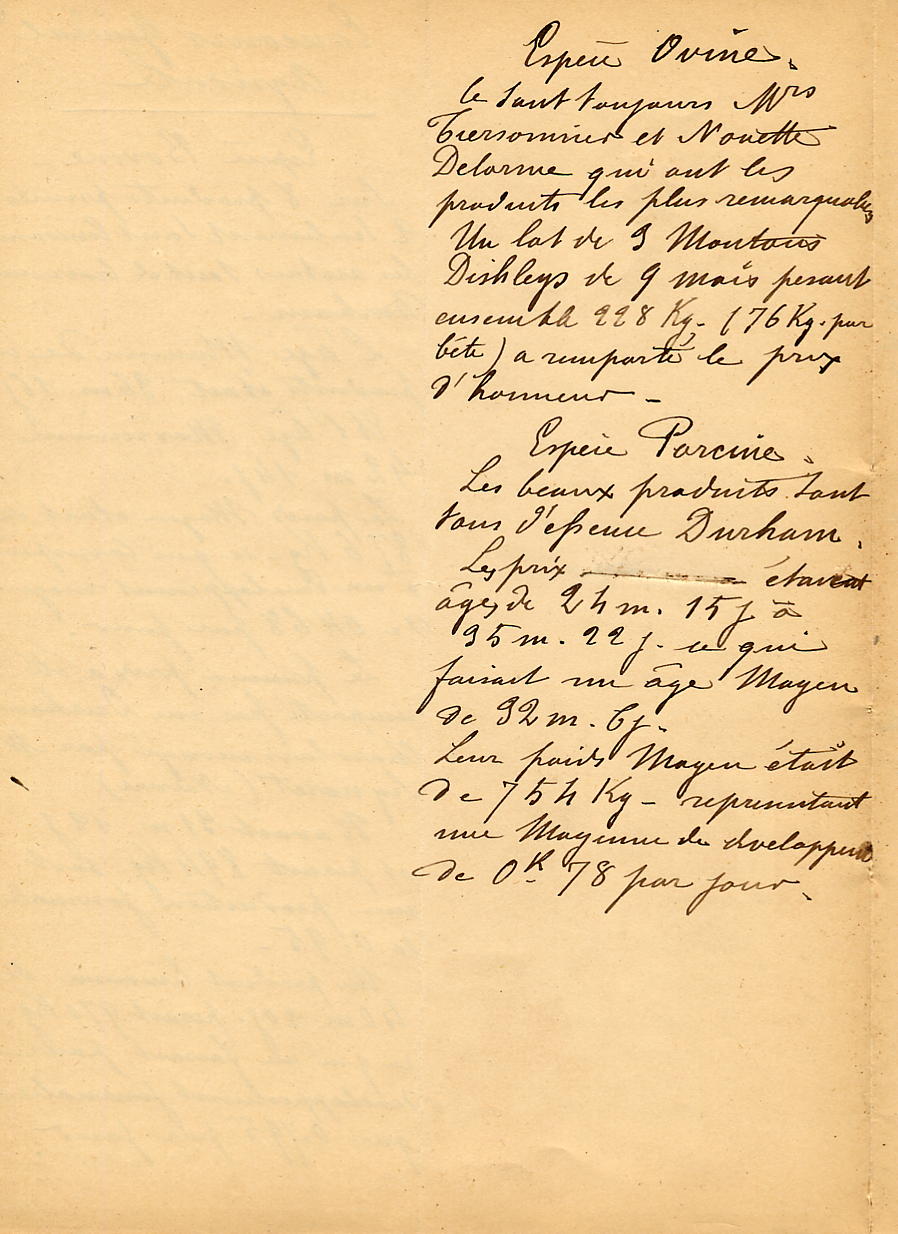 Espèce Ovine.
Ce sont toujours Mrs
Tiersonnier et Nouette
Delorme qui ont les
produits les plus remarquables
Un lot de 3 Moutons
Dishleys de 9 mois pesant
ensemble 228 Kg. (76 Kg. par
bête) a remporté le prix
d'honneur -
Espèce Porcine.
Les beaux produits sont
tous d'essence Durham.
Les prix étaient
âgés de 24 m. 15 j à
35 m. 22 j. ce qui
faisait un âge Moyen
de 32 m. 6 j.
Leur poids Moyen était
de 754 Kg - représentant
une Moyenne de
de 0K. 78 par jour.